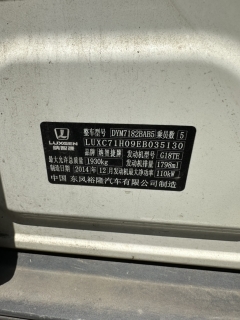 LUXGEN
纳智捷
整车型号 DYM7182BAB5 乘员数 5
LUXC71H09EB035130
品牌 纳智捷牌 发动机型号 G18TE
最大允许总质量 1930kg 发动机排量 1798ml
制造年月 2014年12月 发动机最大净功率 110kW
中国 东风裕隆汽车有限公司制造